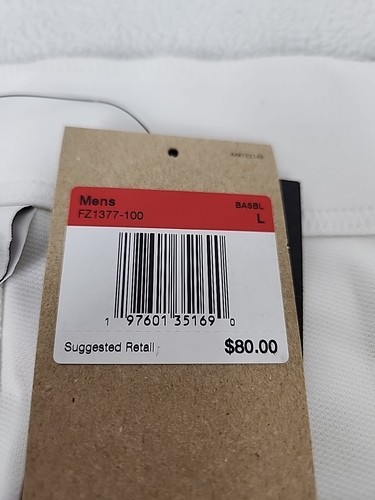 Mens BASBL
FZ1377-100 L
1 97601 35169 0
Suggested Retail: $80.00